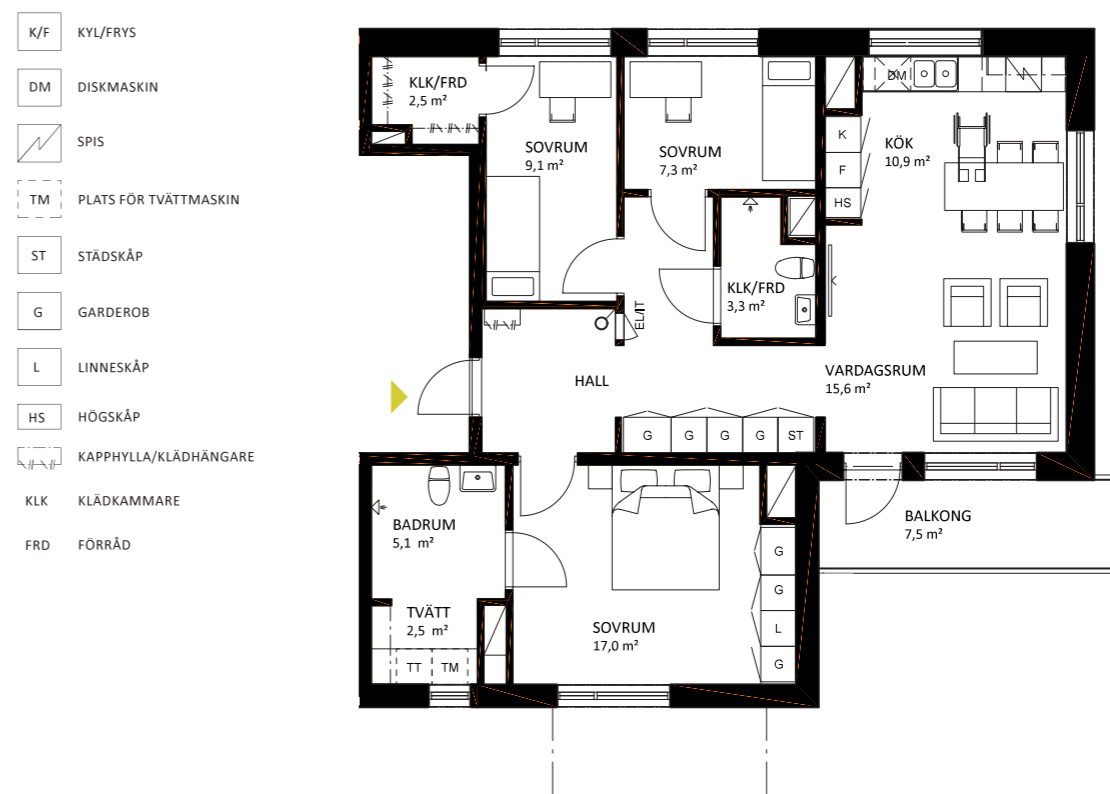 K/F KYL/FRYS
DM DISKMASKIN
SPIS
TM PLATS FÖR TVÄTTMASKIN
ST STÄDSKÅP
G GARDEROB
L LINNESKÅP
HS HÖGSKÅP
KAPPHYLLA/KLÄDHÄNGARE
KLK KLÄDKAMMARE
FRD FÖRRÅD
KLK/FRD
2,5 m²
SOVRUM
9,1 m²
SOVRUM
7,3 m²
DM
K
F
HS
KÖK
10,9 m²
KLK/FRD
3,3 m²
EL/IT
HALL
VARDAGSRUM
15,6 m²
G G G G ST
BADRUM
5,1 m²
TVÄTT
2,5 m²
TT TM
SOVRUM
17,0 m²
G
G
L
G
BALKONG
7,5 m²